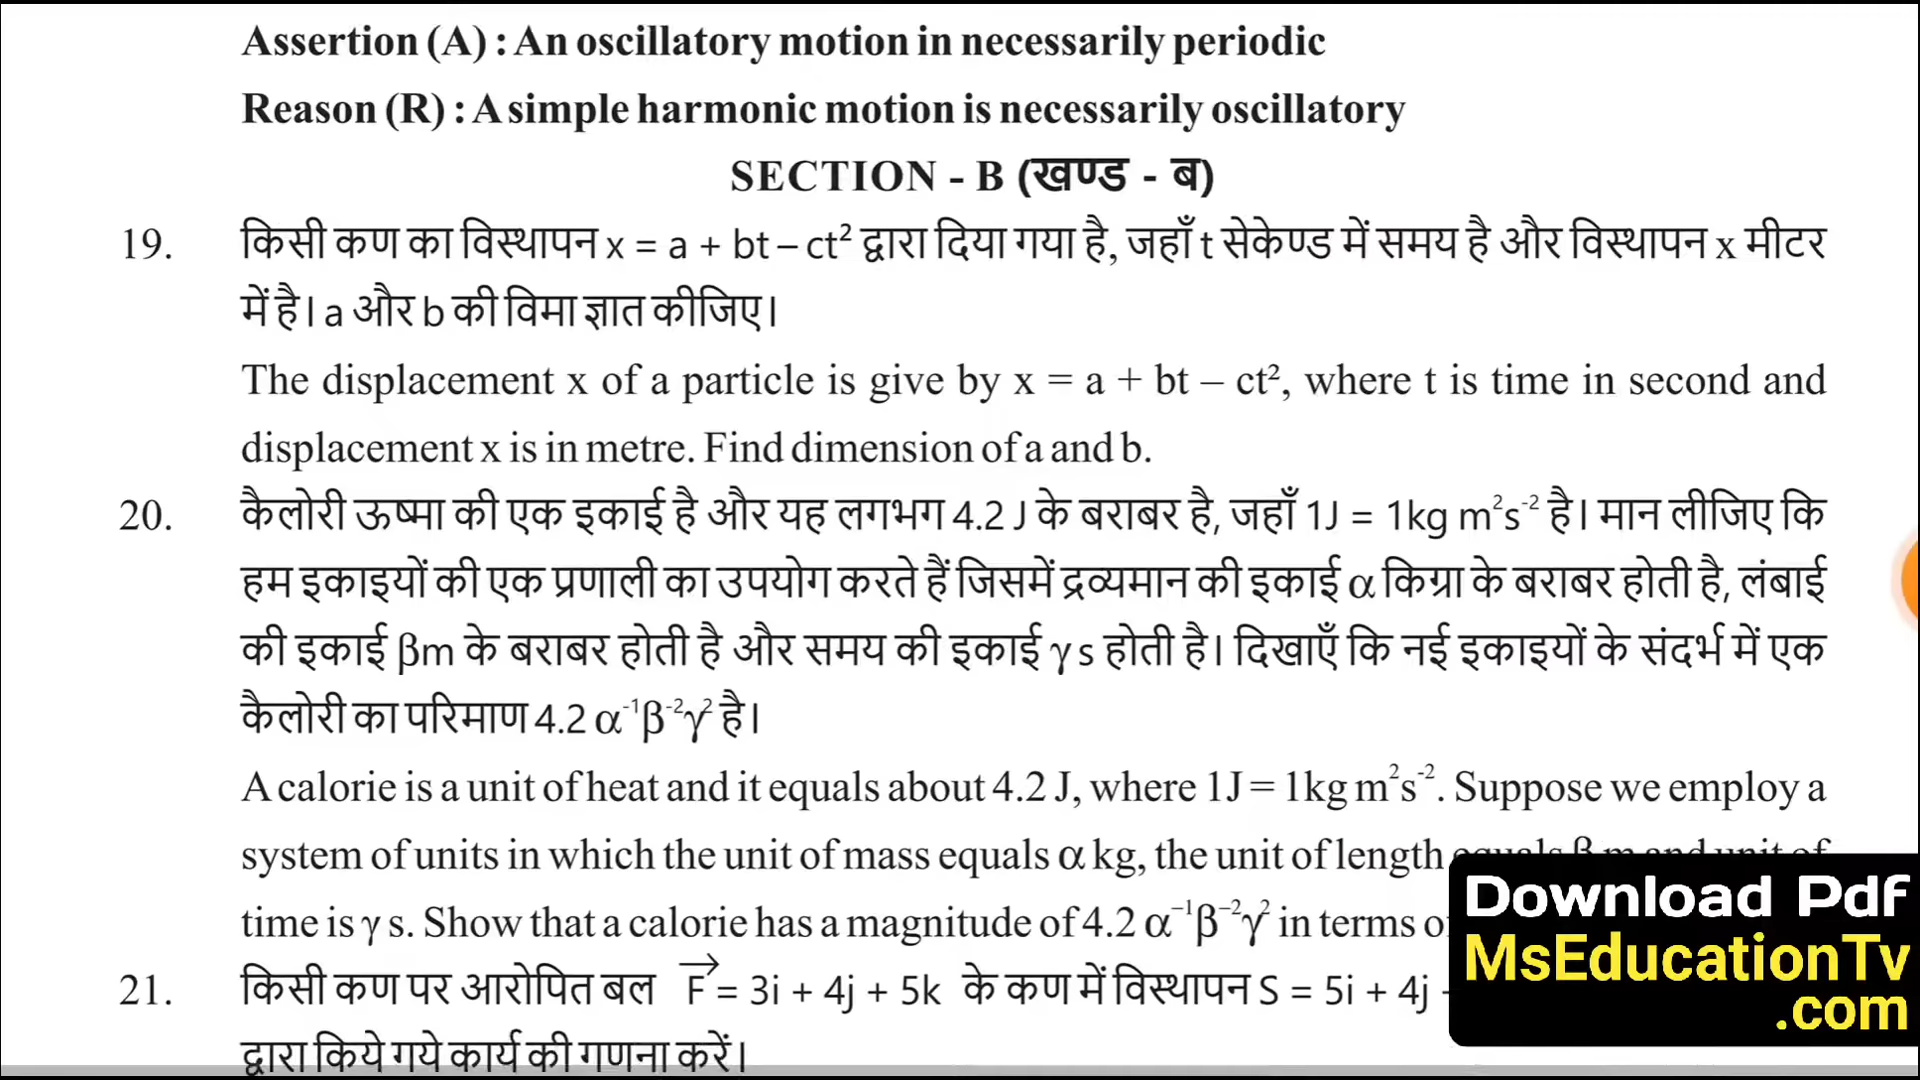 Assertion (A) : An oscillatory motion in necessarily periodic
Reason (R) : A simple harmonic motion is necessarily oscillatory
SECTION - B (खण्ड - ब)
19. किसी कण का विस्थापन x = a + bt – ct² द्वारा दिया गया है, जहाँ t सेकेण्ड में समय है और विस्थापन x मीटर
में है। a और b की विमा ज्ञात कीजिए।
The displacement x of a particle is give by x = a + bt – ct², where t is time in second and
displacement x is in metre. Find dimension of a and b.
20. कैलोरी ऊष्मा की एक इकाई है और यह लगभग 4.2 J के बराबर है, जहाँ 1J = 1kg m²s⁻² है। मान लीजिए कि
हम इकाइयों की एक प्रणाली का उपयोग करते हैं जिसमें द्रव्यमान की इकाई α किग्रा के बराबर होती है, लंबाई
की इकाई βm के बराबर होती है और समय की इकाई γ s होती है। दिखाएँ कि नई इकाइयों के संदर्भ में एक
कैलोरी का परिमाण 4.2 α⁻¹β⁻²γ² है।
A calorie is a unit of heat and it equals about 4.2 J, where 1J = 1kg m²s⁻². Suppose we employ a
system of units in which the unit of mass equals α kg, the unit of length equals β m and unit of
time is γ s. Show that a calorie has a magnitude of 4.2 α⁻¹β⁻²γ² in terms
21. किसी कण पर आरोपित बल F⃗ = 3i + 4j + 5k के कण में विस्थापन S = 5i + 4j
द्वारा किये गये कार्य की गणना करें।
Download Pdf
MsEducationTv
.com